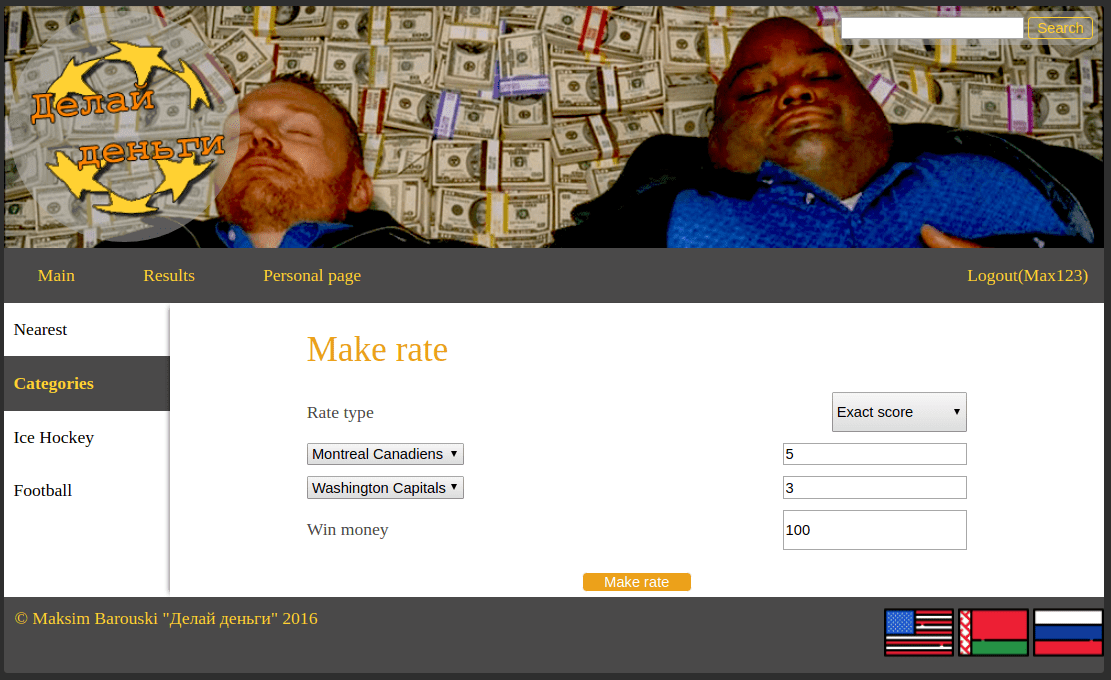 Search
Делай
деньги
Main Results Personal page Logout(Max123)
Nearest
Categories
Ice Hockey
Football
Make rate
Rate type Exact score
Montreal Canadiens 5
Washington Capitals 3
Win money 100
Make rate
© Maksim Barouski "Делай деньги" 2016